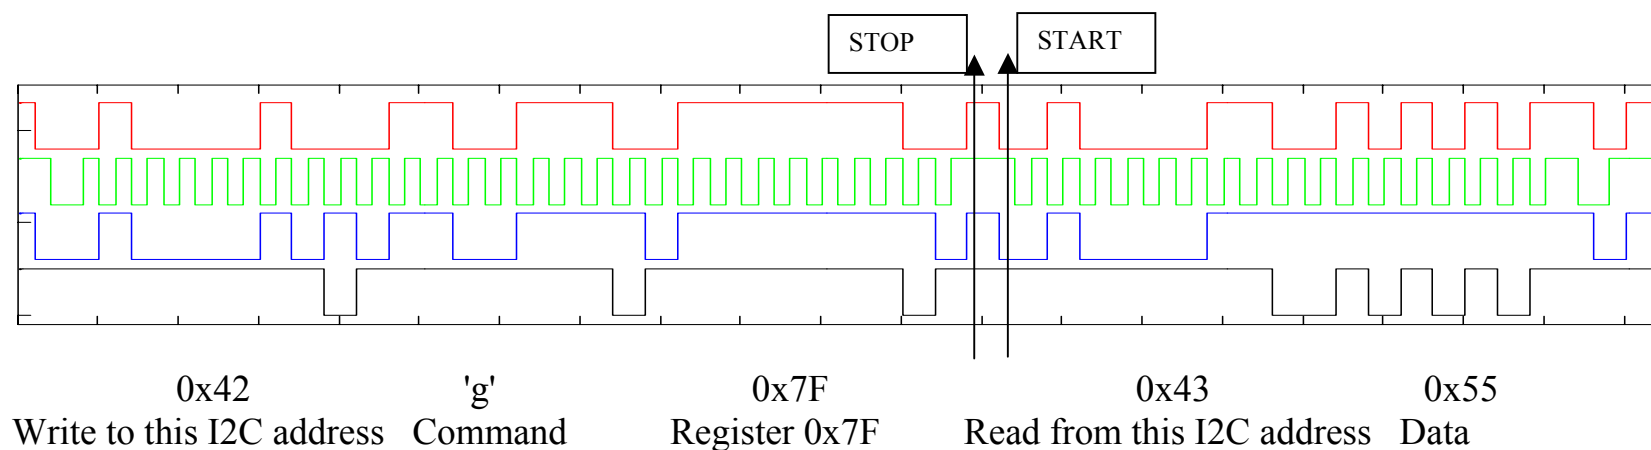 STOP
START
0x42 'g' 0x7F 0x43 0x55
Write to this I2C address Command Register 0x7F Read from this I2C address Data